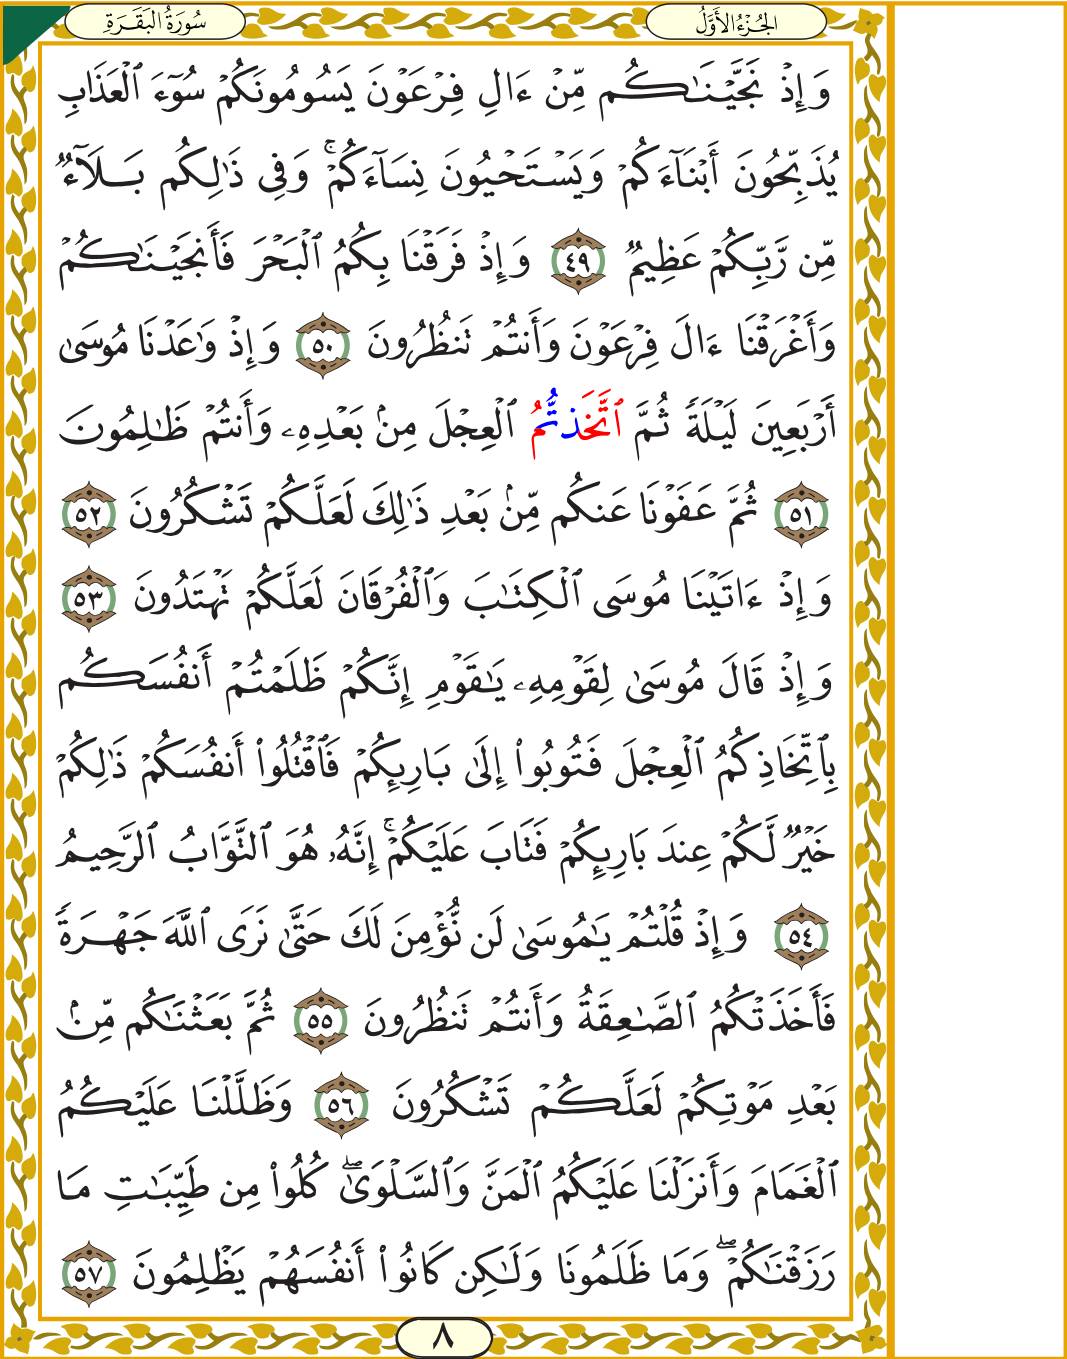 سُورَةُ البَقَرَةِ
الجُزْءُ الأَوَّلُ
وَإِذْ نَجَّيْنَـٰكُم مِّنْ ءَالِ فِرْعَوْنَ يَسُومُونَكُمْ سُوٓءَ ٱلْعَذَابِ
يُذَبِّحُونَ أَبْنَآءَكُمْ وَيَسْتَحْيُونَ نِسَآءَكُمْ ۚ وَفِى ذَٰلِكُم بَلَآءٌ
مِّن رَّبِّكُمْ عَظِيمٌ ٤٩ وَإِذْ فَرَقْنَا بِكُمُ ٱلْبَحْرَ فَأَنجَيْنَـٰكُمْ
وَأَغْرَقْنَا ءَالَ فِرْعَوْنَ وَأَنتُمْ تَنظُرُونَ ٥٠ وَإِذْ وَٰعَدْنَا مُوسَىٰ
أَرْبَعِينَ لَيْلَةً ثُمَّ ٱتَّخَذتُّمُ ٱلْعِجْلَ مِنۢ بَعْدِهِۦ وَأَنتُمْ ظَـٰلِمُونَ
٥١ ثُمَّ عَفَوْنَا عَنكُم مِّنۢ بَعْدِ ذَٰلِكَ لَعَلَّكُمْ تَشْكُرُونَ ٥٢
وَإِذْ ءَاتَيْنَا مُوسَى ٱلْكِتَـٰبَ وَٱلْفُرْقَانَ لَعَلَّكُمْ تَهْتَدُونَ ٥٣
وَإِذْ قَالَ مُوسَىٰ لِقَوْمِهِۦ يَـٰقَوْمِ إِنَّكُمْ ظَلَمْتُمْ أَنفُسَكُم
بِٱتِّخَاذِكُمُ ٱلْعِجْلَ فَتُوبُوا۟ إِلَىٰ بَارِئِكُمْ فَٱقْتُلُوٓا۟ أَنفُسَكُمْ ذَٰلِكُمْ
خَيْرٌ لَّكُمْ عِندَ بَارِئِكُمْ فَتَابَ عَلَيْكُمْ ۚ إِنَّهُۥ هُوَ ٱلتَّوَّابُ ٱلرَّحِيمُ
٥٤ وَإِذْ قُلْتُمْ يَـٰمُوسَىٰ لَن نُّؤْمِنَ لَكَ حَتَّىٰ نَرَى ٱللَّهَ جَهْرَةً
فَأَخَذَتْكُمُ ٱلصَّـٰعِقَةُ وَأَنتُمْ تَنظُرُونَ ٥٥ ثُمَّ بَعَثْنَـٰكُم مِّنۢ
بَعْدِ مَوْتِكُمْ لَعَلَّكُمْ تَشْكُرُونَ ٥٦ وَظَلَّلْنَا عَلَيْكُمُ
ٱلْغَمَامَ وَأَنزَلْنَا عَلَيْكُمُ ٱلْمَنَّ وَٱلسَّلْوَىٰ ۖ كُلُوا۟ مِن طَيِّبَـٰتِ مَا
رَزَقْنَـٰكُمْ ۖ وَمَا ظَلَمُونَا وَلَـٰكِن كَانُوٓا۟ أَنفُسَهُمْ يَظْلِمُونَ ٥٧
٨